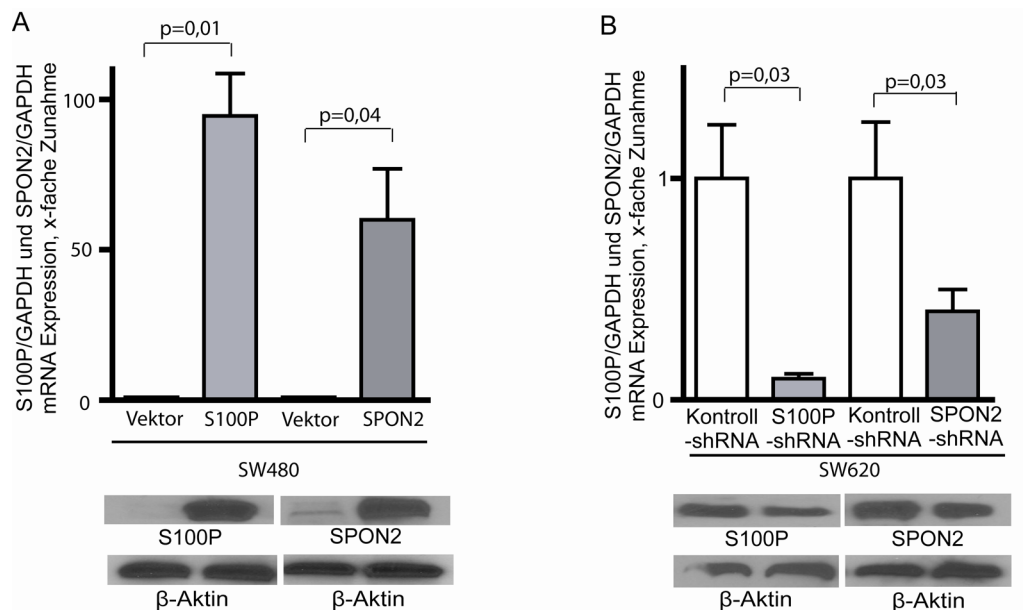 A
S100P/GAPDH und SPON2/GAPDH
mRNA Expression, x-fache Zunahme
p=0,01
p=0,04
100
50
0
Vektor
S100P
Vektor
SPON2
SW480
S100P
SPON2
β-Aktin
β-Aktin
B
S100P/GAPDH und SPON2/GAPDH
mRNA Expression, x-fache Zunahme
p=0,03
p=0,03
1
0
Kontroll
-shRNA
S100P
-shRNA
Kontroll
-shRNA
SPON2
-shRNA
SW620
S100P
SPON2
β-Aktin
β-Aktin